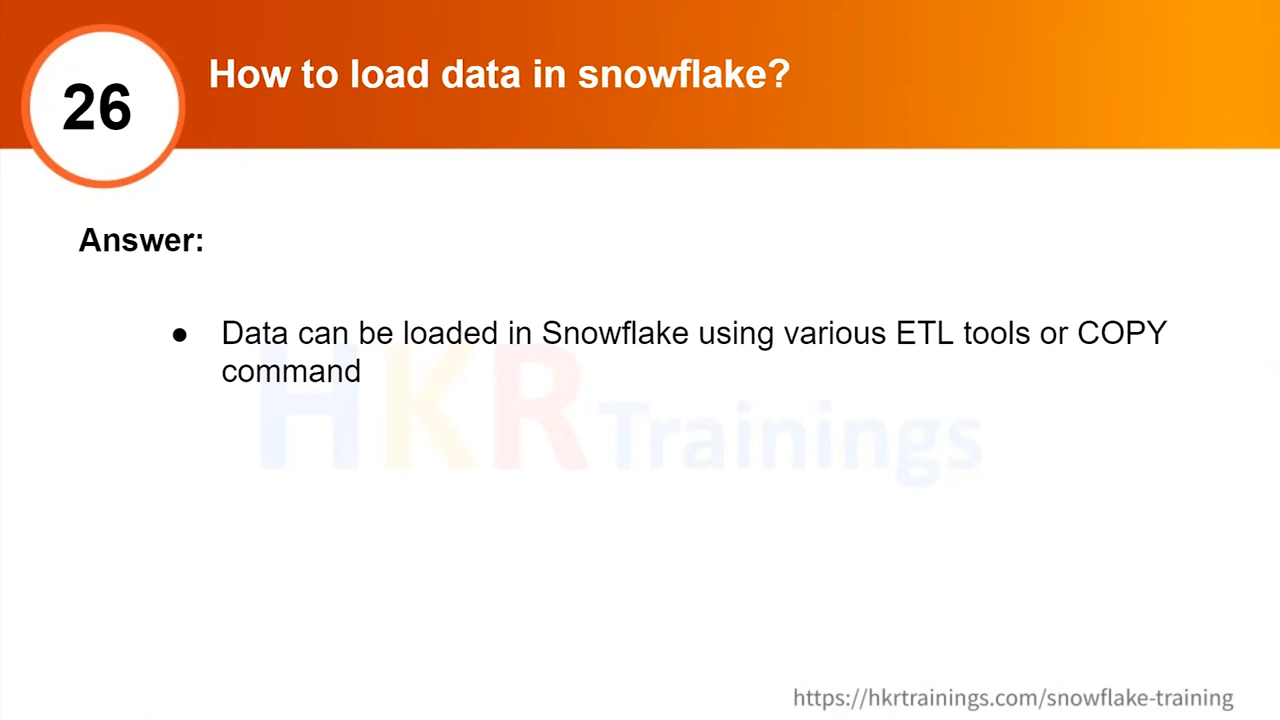 26
How to load data in snowflake?
Answer:
● Data can be loaded in Snowflake using various ETL tools or COPY
command
HKR Trainings
https://hkrtrainings.com/snowflake-training